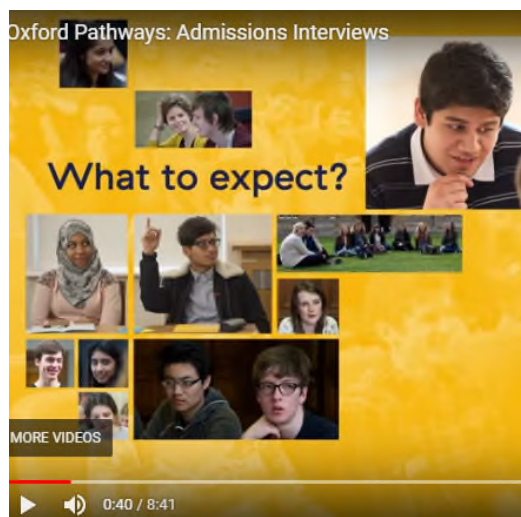 Oxford Pathways: Admissions Interviews
What to expect?
MORE VIDEOS
0:40 / 8:41